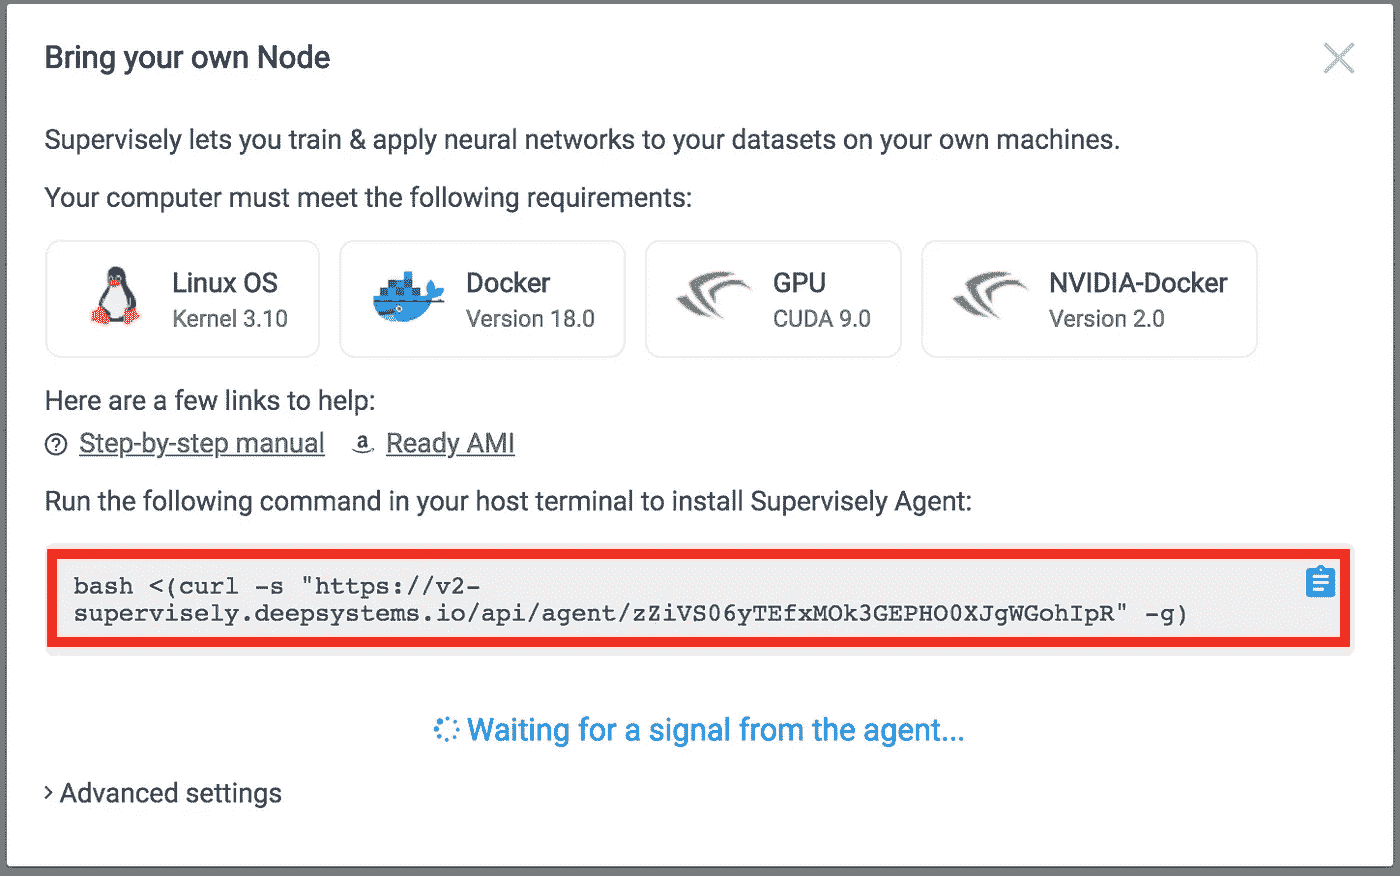 Bring your own Node
Supervisely lets you train & apply neural networks to your datasets on your own machines.
Your computer must meet the following requirements:
Linux OS
Kernel 3.10
Docker
Version 18.0
GPU
CUDA 9.0
NVIDIA-Docker
Version 2.0
Here are a few links to help:
Step-by-step manual Ready AMI
Run the following command in your host terminal to install Supervisely Agent:
bash <(curl -s "https://v2-
supervisely.deepsystems.io/api/agent/zZiVS06yTEfxMOk3GEPHO0XJgWGohIpR" -g)
Waiting for a signal from the agent...
Advanced settings